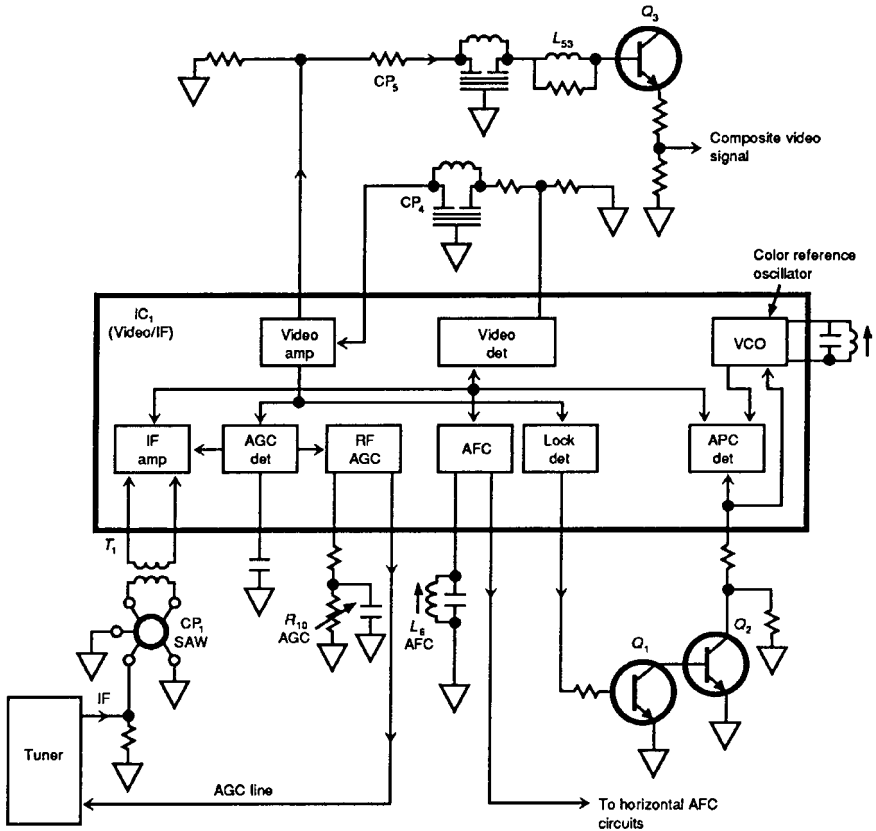 Q3
L53
CP5
Composite video
signal
CP4
Color reference
oscillator
IC1
(Video/IF)
Video
amp
Video
det
VCO
IF
amp
AGC
det
RF
AGC
AFC
Lock
det
APC
det
T1
CP1
SAW
R10
AGC
L6
AFC
Q1
Q2
IF
Tuner
AGC line
To horizontal AFC
circuits